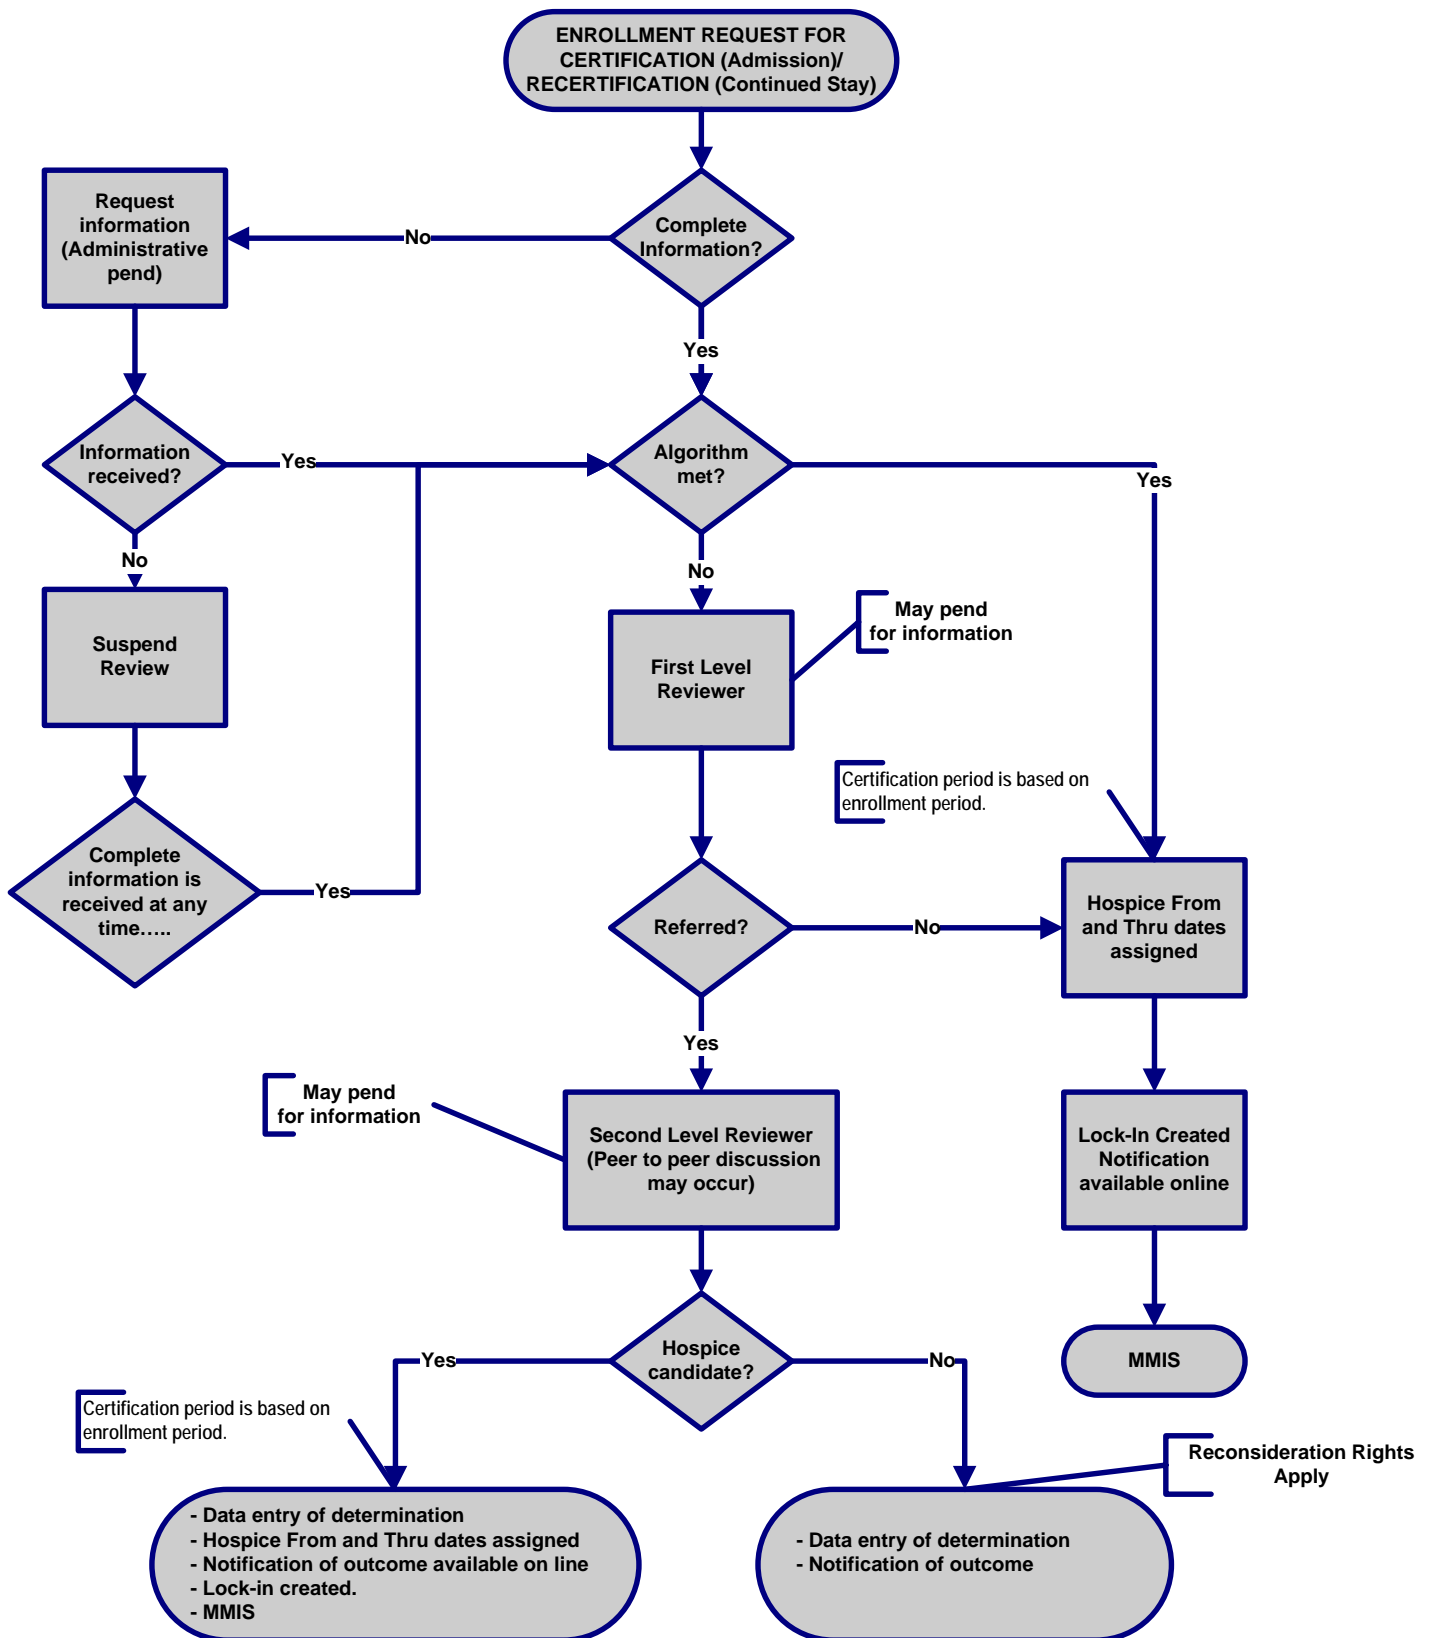 ENROLLMENT REQUEST FOR
CERTIFICATION (Admission)/
RECERTIFICATION (Continued Stay)
Request
information
(Administrative
pend)
No
Complete
Information?
Yes
Information
received?
Yes
Algorithm
met?
Yes
No
No
Suspend
Review
First Level
Reviewer
May pend
for information
Certification period is based on
enrollment period.
Complete
information is
received at any
time…..
Yes
Referred?
No
Hospice From
and Thru dates
assigned
Yes
May pend
for information
Second Level Reviewer
(Peer to peer discussion
may occur)
Lock-In Created
Notification
available online
Yes
Hospice
candidate?
No
MMIS
Certification period is based on
enrollment period.
Reconsideration Rights
Apply
- Data entry of determination
- Hospice From and Thru dates assigned
- Notification of outcome available on line
- Lock-in created.
- MMIS
- Data entry of determination
- Notification of outcome